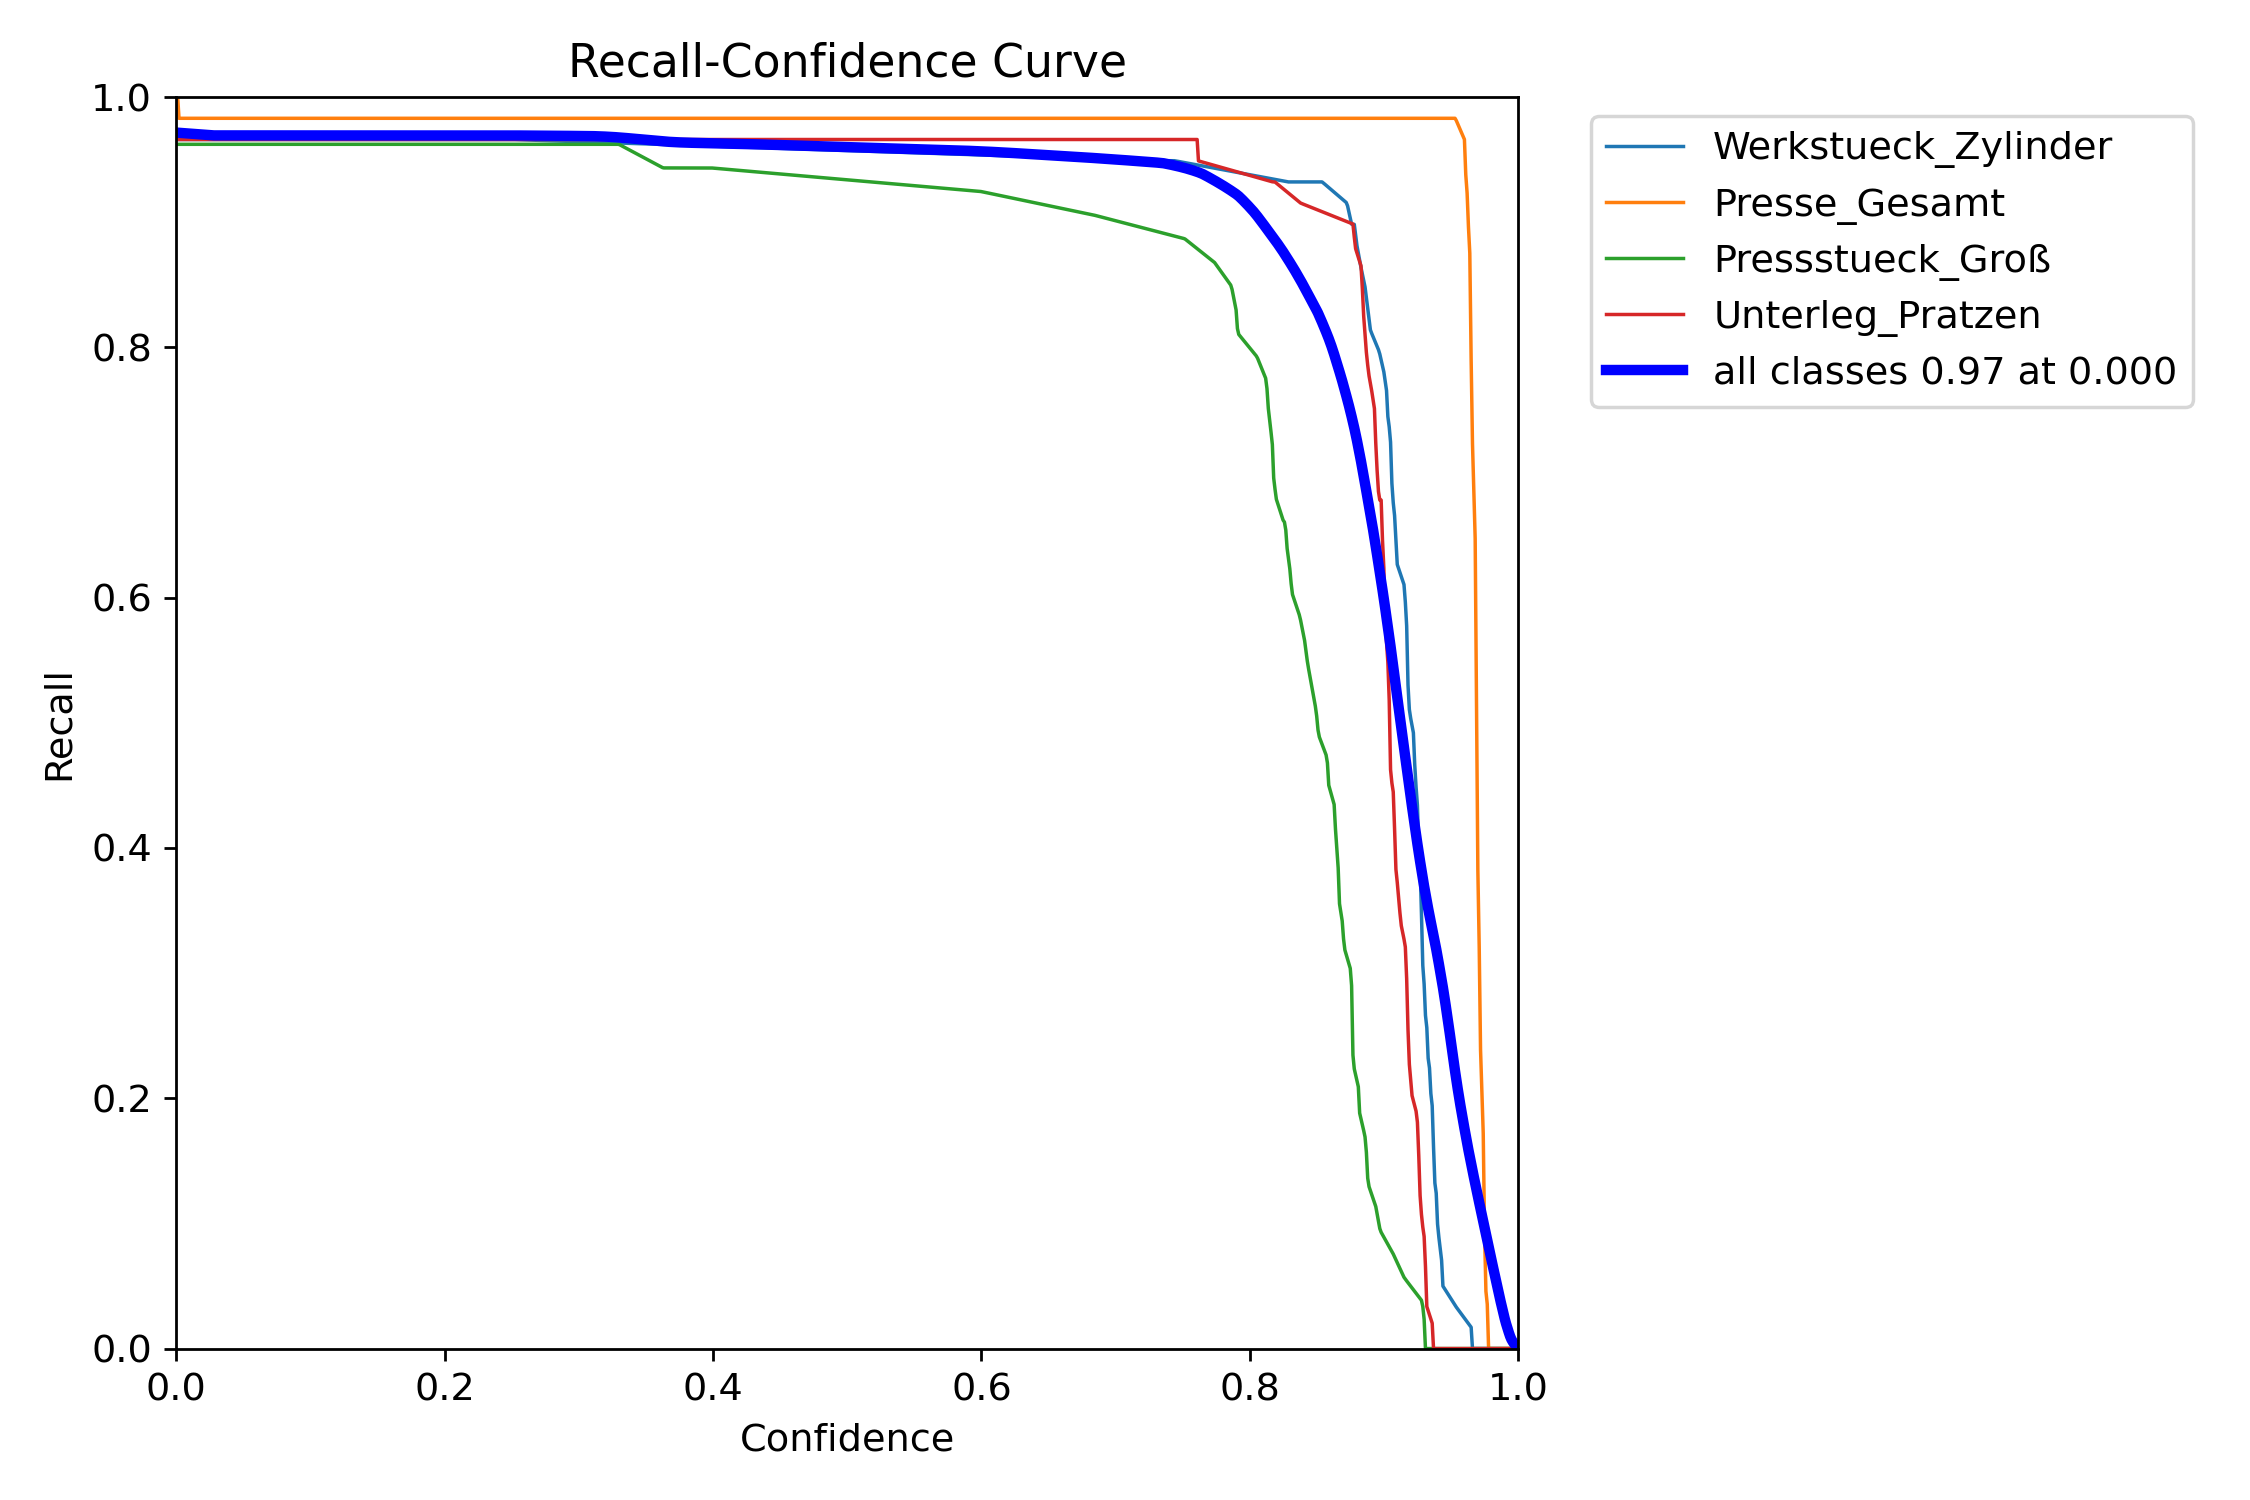 Recall-Confidence Curve
1.0
0.8
0.6
0.4
0.2
0.0
Recall
0.0 0.2 0.4 0.6 0.8 1.0
Confidence
Werkstueck_Zylinder
Presse_Gesamt
Pressstueck_Groß
Unterleg_Pratzen
all classes 0.97 at 0.000